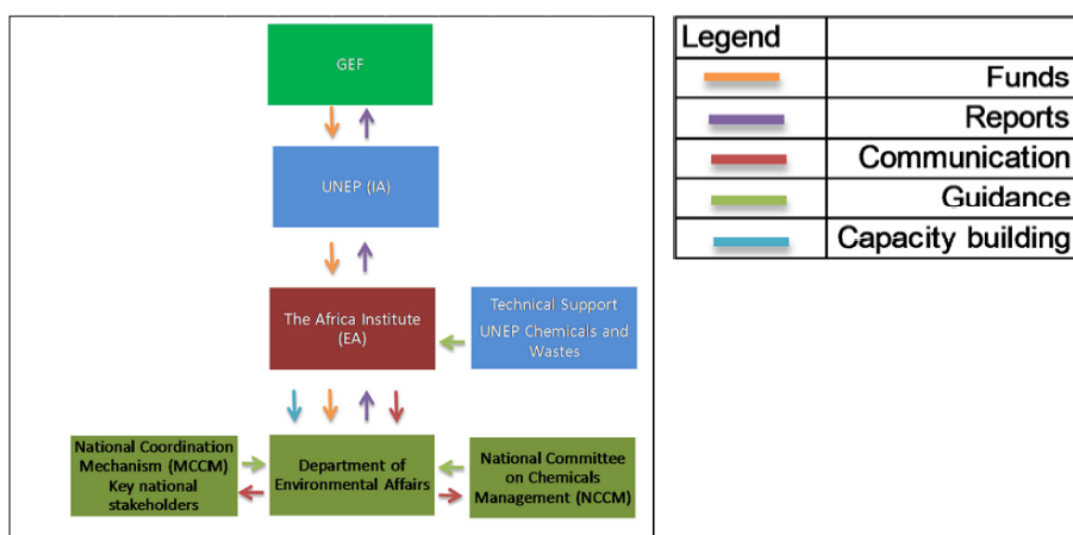 GEF
UNEP (IA)
The Africa Institute
(EA)
Technical Support
UNEP Chemicals and
Wastes
National Coordination
Mechanism (MCCM)
Key national
stakeholders
Department of
Environmental Affairs
National Committee
on Chemicals
Management (NCCM)
Legend
Funds
Reports
Communication
Guidance
Capacity building